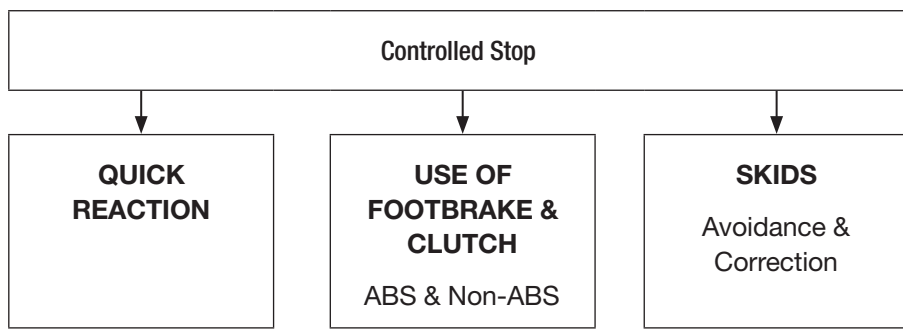 Controlled Stop
QUICK
REACTION
USE OF
FOOTBRAKE &
CLUTCH
ABS & Non-ABS
SKIDS
Avoidance &
Correction